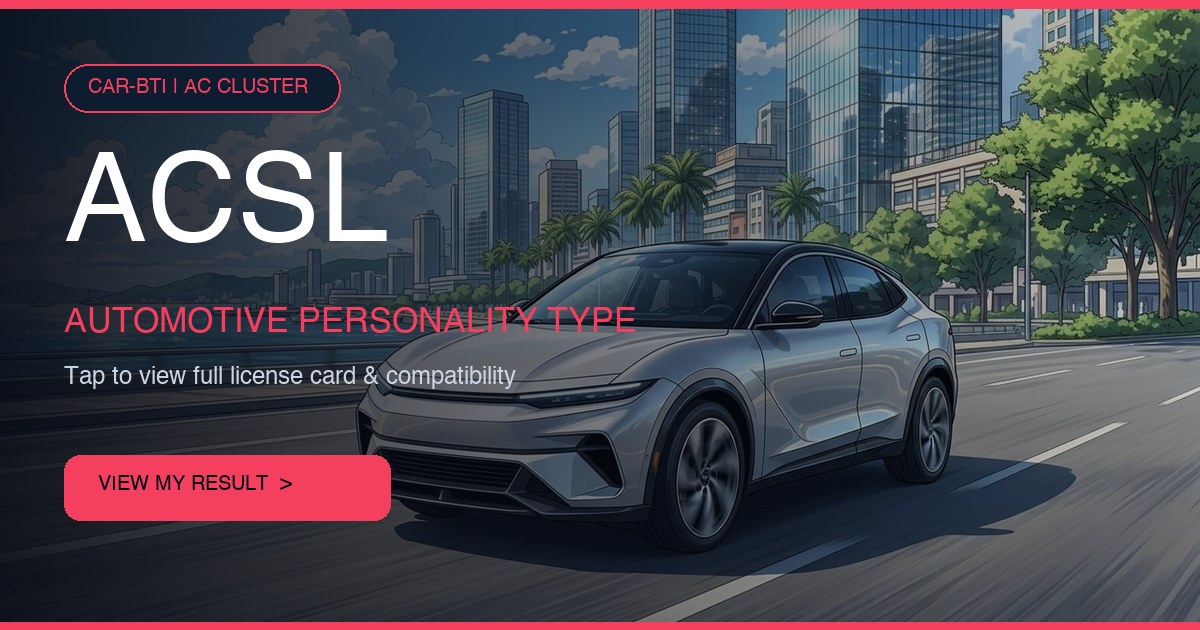 CAR-BTI | AC CLUSTER
ACSL
AUTOMOTIVE PERSONALITY TYPE
Tap to view full license card & compatibility
VIEW MY RESULT >